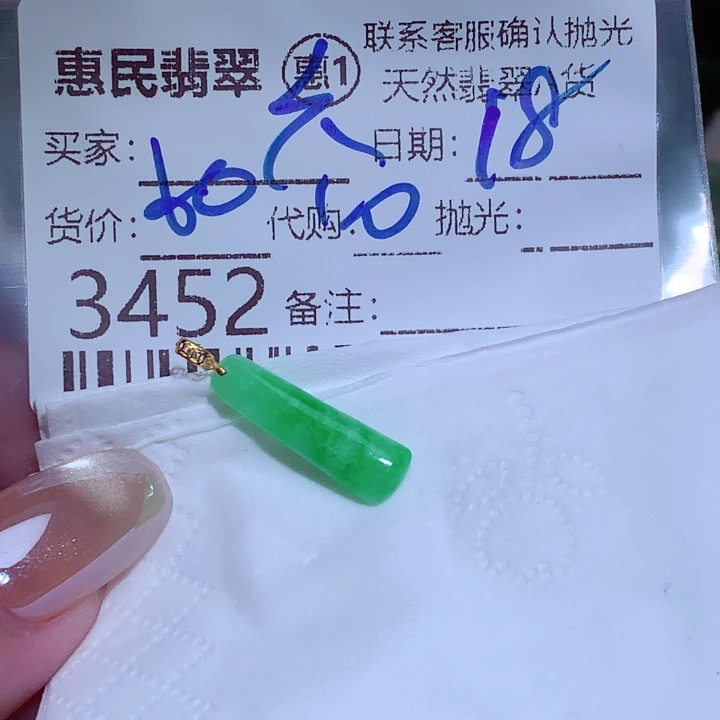 惠民翡翠 惠1 联系客服确认抛光
天然翡翠A货
买家: 日期: 18
货价: 60 代购: 10 抛光:
3452 备注: